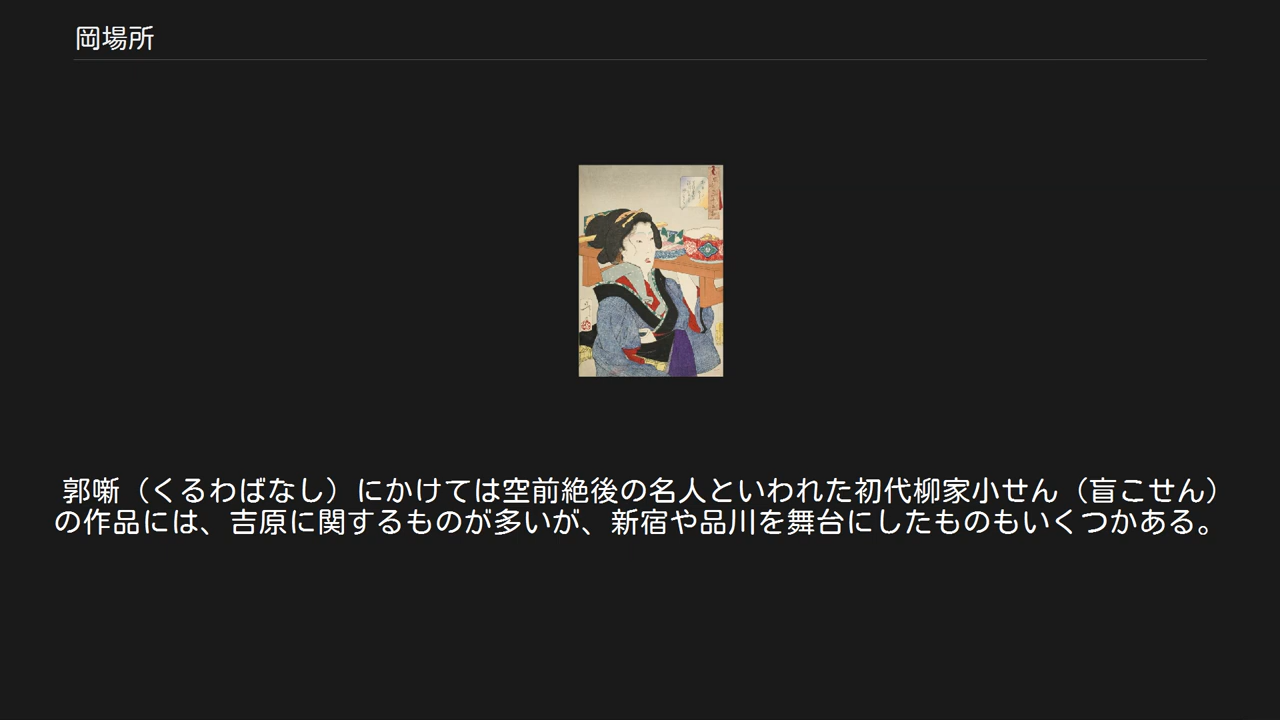 岡場所
郭噺（くるわばなし）にかけては空前絶後の名人といわれた初代柳家小せん（盲こせん）
の作品には、吉原に関するものが多いが、新宿や品川を舞台にしたものもいくつかある。